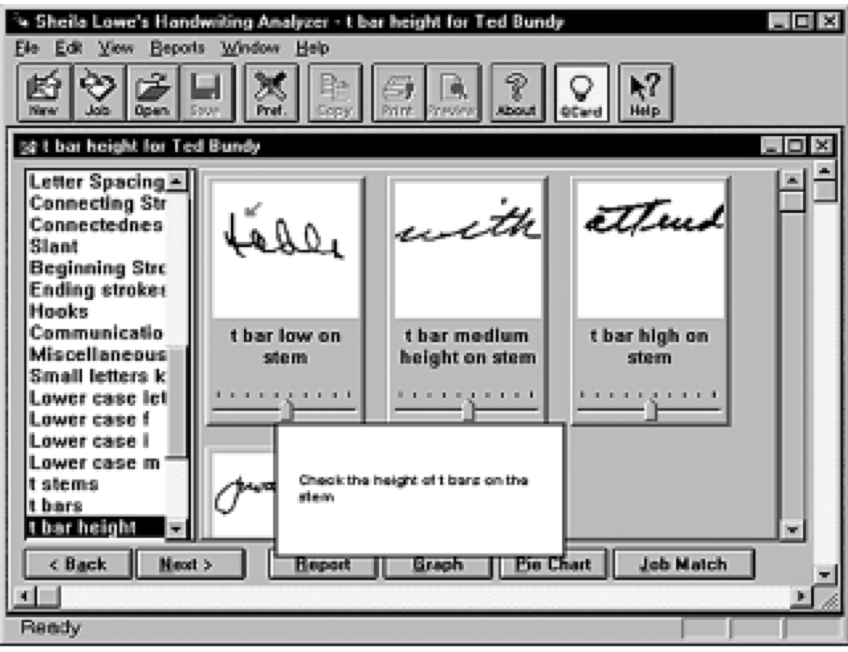 Sheila Lowe's Handwriting Analyzer - t bar height for Ted Bundy
File Edit View Reports Window Help
New Job Open Save Pref. Copy Print Preview About QCard Help
t bar height for Ted Bundy
Letter Spacing
Connecting Str
Connectednes
Slant
Beginning Strc
Ending strokes
Hooks
Communicatio
Miscellaneous
Small letters k
Lower case let
Lower case f
Lower case i
Lower case m
t stems
t bars
t bar height
with
attend
t bar low on
stem
t bar medium
height on stem
t bar high on
stem
Check the height of t bars on the
stem
< Back Next > Report Graph Pie Chart Job Match
Ready